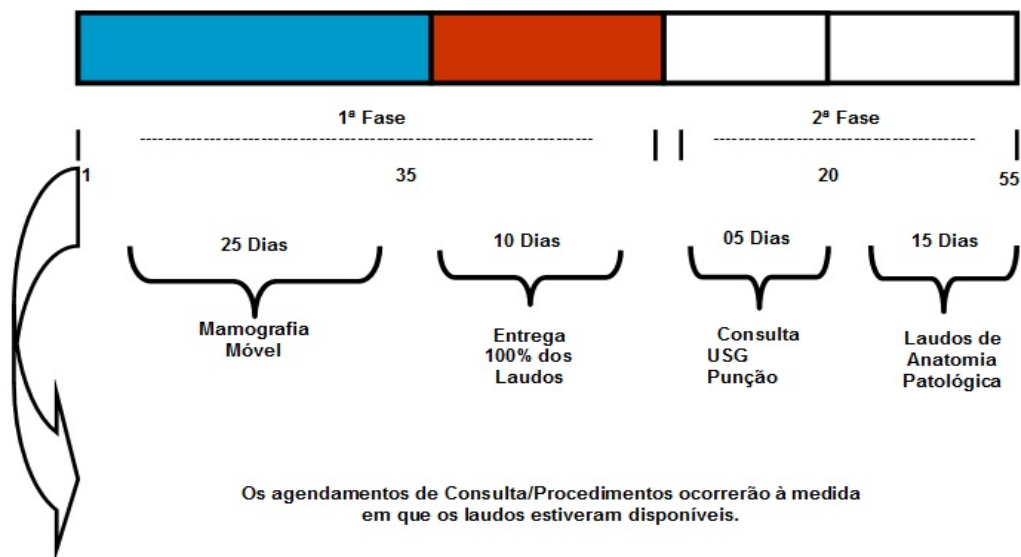 1ª Fase
2ª Fase
1
35
20
55
25 Dias
10 Dias
05 Dias
15 Dias
Mamografia
Móvel
Entrega
100% dos
Laudos
Consulta
USG
Punção
Laudos de
Anatomia
Patológica
Os agendamentos de Consulta/Procedimentos ocorrerão à medida
em que os laudos estiveram disponíveis.